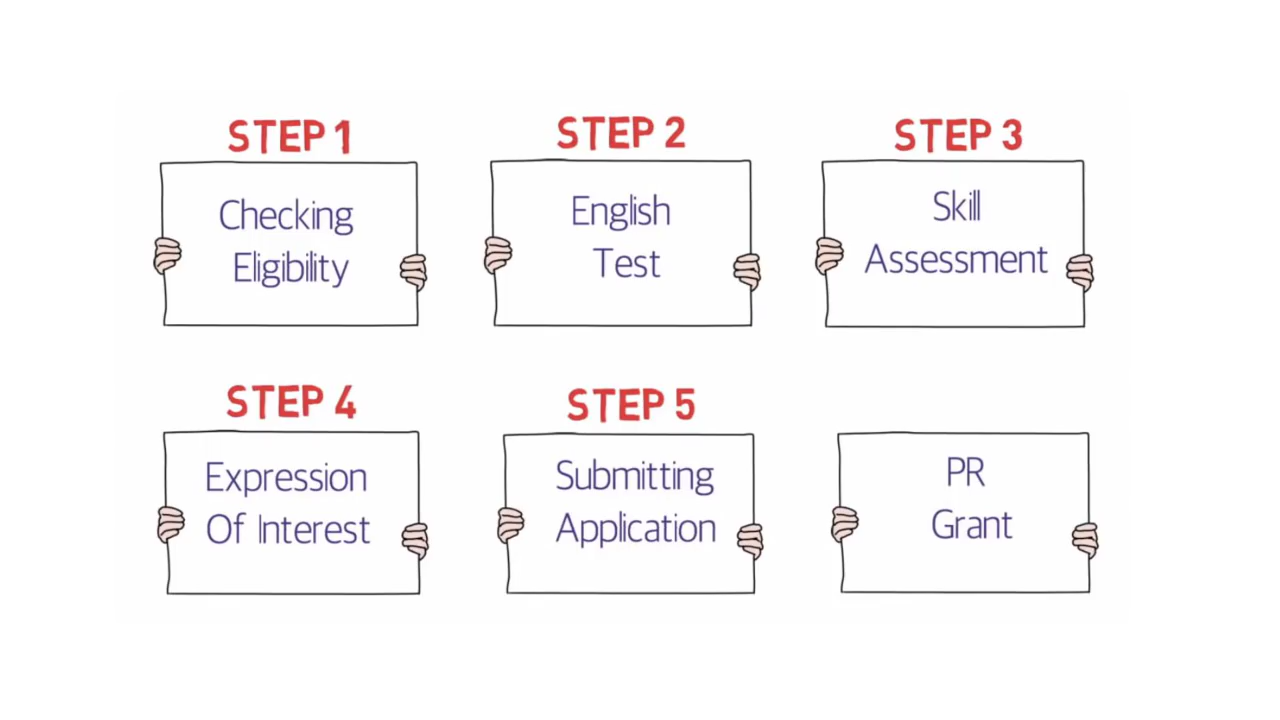 STEP 1
Checking
Eligibility
STEP 2
English
Test
STEP 3
Skill
Assessment
STEP 4
Expression
Of Interest
STEP 5
Submitting
Application
PR
Grant